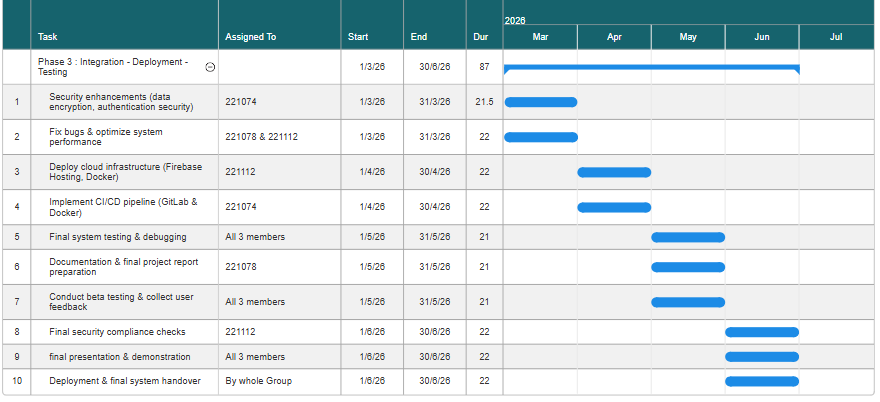 2026
Task Assigned To Start End Dur Mar Apr May Jun Jul
Phase 3 : Integration - Deployment -
Testing 1/3/26 30/6/26 87
1 Security enhancements (data
encryption, authentication security) 221074 1/3/26 31/3/26 21.5
2 Fix bugs & optimize system
performance 221078 & 221112 1/3/26 31/3/26 22
3 Deploy cloud infrastructure (Firebase
Hosting, Docker) 221112 1/4/26 30/4/26 22
4 Implement CI/CD pipeline (GitLab &
Docker) 221074 1/4/26 30/4/26 22
5 Final system testing & debugging All 3 members 1/5/26 31/5/26 21
6 Documentation & final project report
preparation 221078 1/5/26 31/5/26 21
7 Conduct beta testing & collect user
feedback All 3 members 1/5/26 31/5/26 21
8 Final security compliance checks 221112 1/6/26 30/6/26 22
9 final presentation & demonstration All 3 members 1/6/26 30/6/26 22
10 Deployment & final system handover By whole Group 1/6/26 30/6/26 22